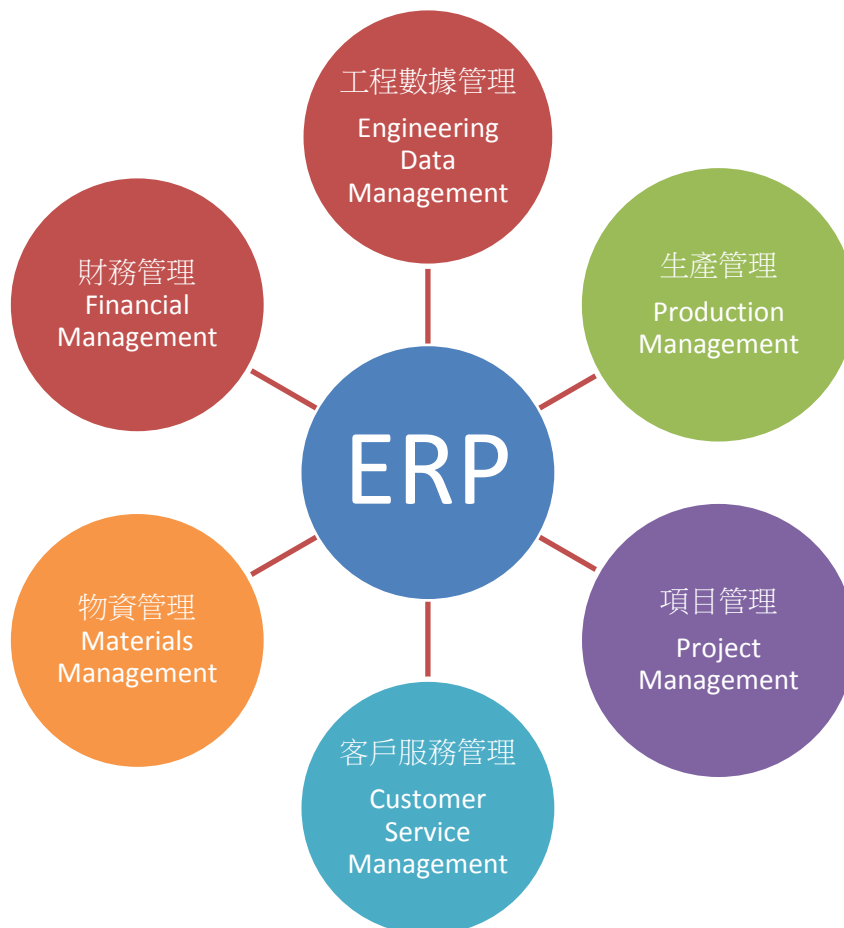 工程數據管理
Engineering
Data
Management
生產管理
Production
Management
項目管理
Project
Management
客戶服務管理
Customer
Service
Management
物資管理
Materials
Management
財務管理
Financial
Management
ERP